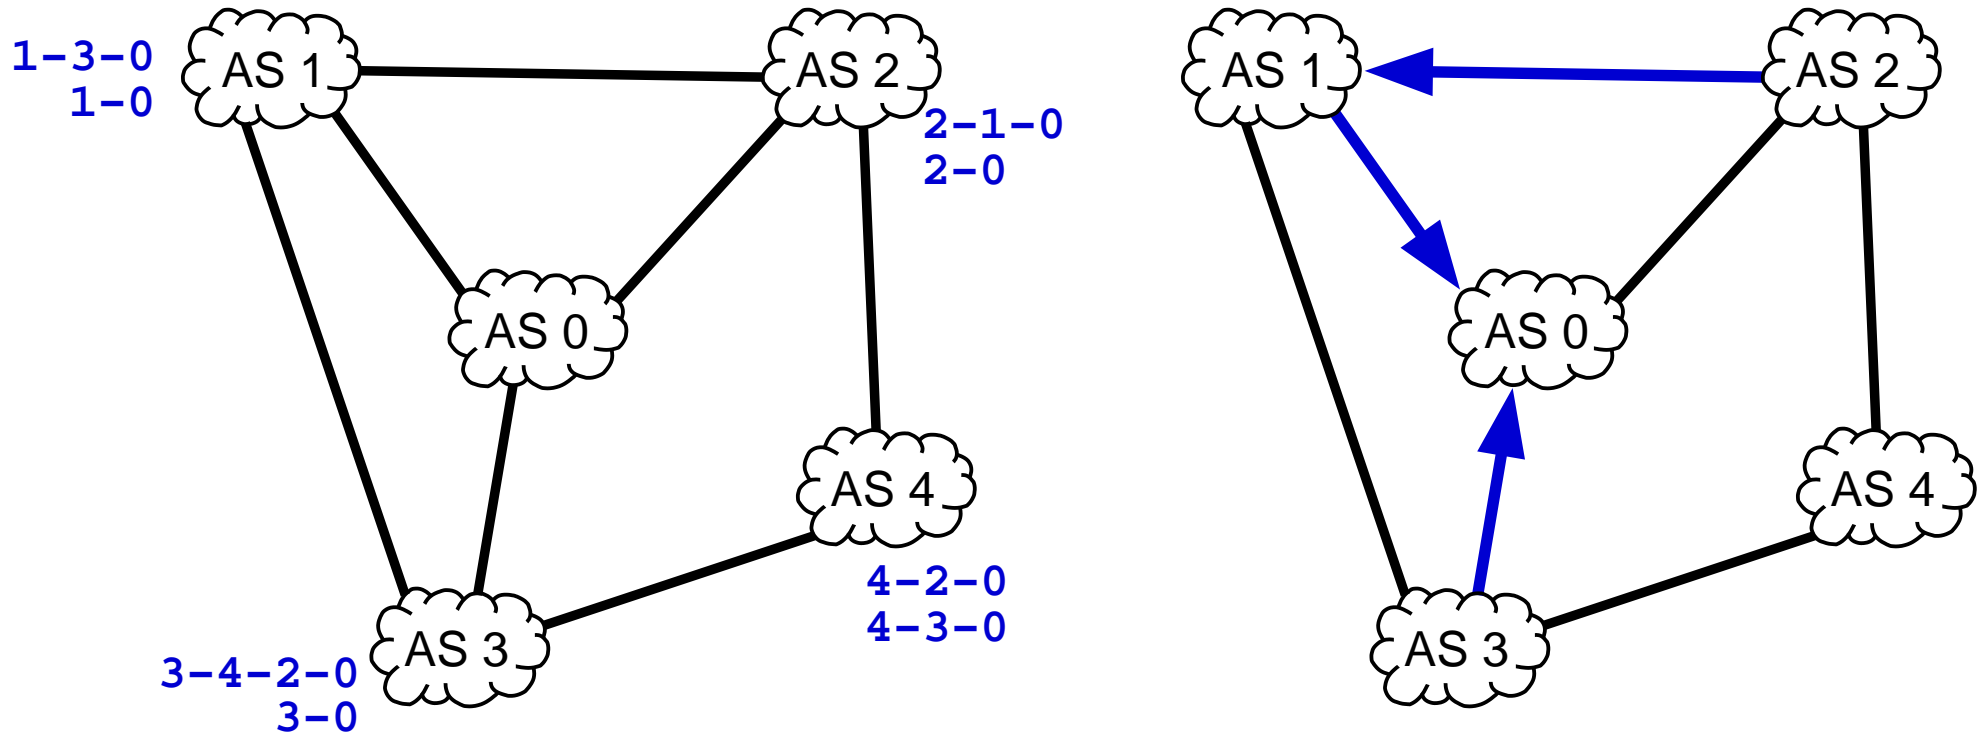 1-3-0
1-0
AS 1
AS 2
2-1-0
2-0
AS 0
AS 4
4-2-0
4-3-0
AS 3
3-4-2-0
3-0
AS 1
AS 2
AS 0
AS 4
AS 3